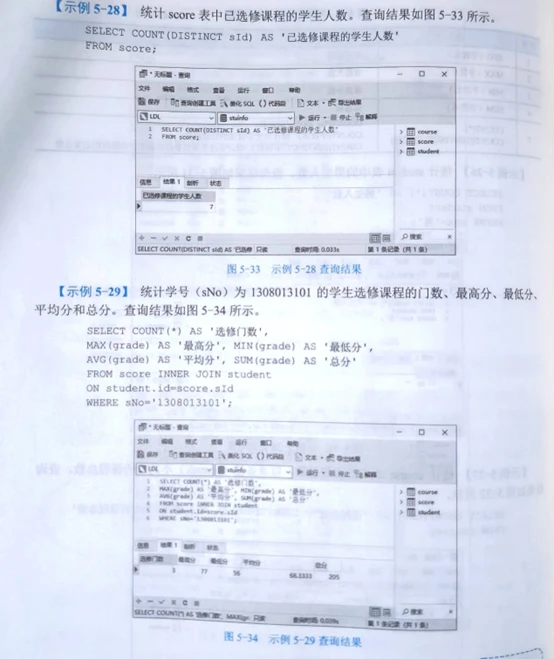 【示例 5-28】 统计 score 表中已选修课程的学生人数。查询结果如图 5-33 所示。
SELECT COUNT(DISTINCT sId) AS '已选修课程的学生人数'
FROM score;
无标题 - 查询
文件 编辑 格式 查看 运行 窗口 帮助
保存 查询创建工具 美化 SQL () 代码段 文本 导出结果
LDL stuinfo 运行 停止 解释
1 SELECT COUNT(DISTINCT sId) AS '已选修课程的学生人数'
2 FROM score;
course
score
student
信息 结果 1 剖析 状态
已选修课程的学生人数
7
搜索
SELECT COUNT(DISTINCT sId) AS '已选修 只读 查询时间: 0.033s 第 1 条记录 (共 1 条)
图 5-33 示例 5-28 查询结果
【示例 5-29】 统计学号（sNo）为 1308013101 的学生选修课程的门数、最高分、最低分、
平均分和总分。查询结果如图 5-34 所示。
SELECT COUNT(*) AS '选修门数',
MAX(grade) AS '最高分', MIN(grade) AS '最低分',
AVG(grade) AS '平均分', SUM(grade) AS '总分'
FROM score INNER JOIN student
ON student.id=score.sId
WHERE sNo='1308013101';
无标题 - 查询
文件 编辑 格式 查看 运行 窗口 帮助
保存 查询创建工具 美化 SQL () 代码段 文本 导出结果
LDL stuinfo 运行 停止 解释
1 SELECT COUNT(*) AS '选修门数',
2 MAX(grade) AS '最高分', MIN(grade) AS '最低分',
3 AVG(grade) AS '平均分', SUM(grade) AS '总分'
4 FROM score INNER JOIN student
5 ON student.id=score.sId
6 WHERE sNo='1308013101';
course
score
student
信息 结果 1 剖析 状态
选修门数 最高分 最低分 平均分 总分
3 77 56 68.3333 205
搜索
SELECT COUNT(*) AS '选修门数', MAX(gr 只读 查询时间: 0.039s 第 1 条记录 (共 1 条)
图 5-34 示例 5-29 查询结果